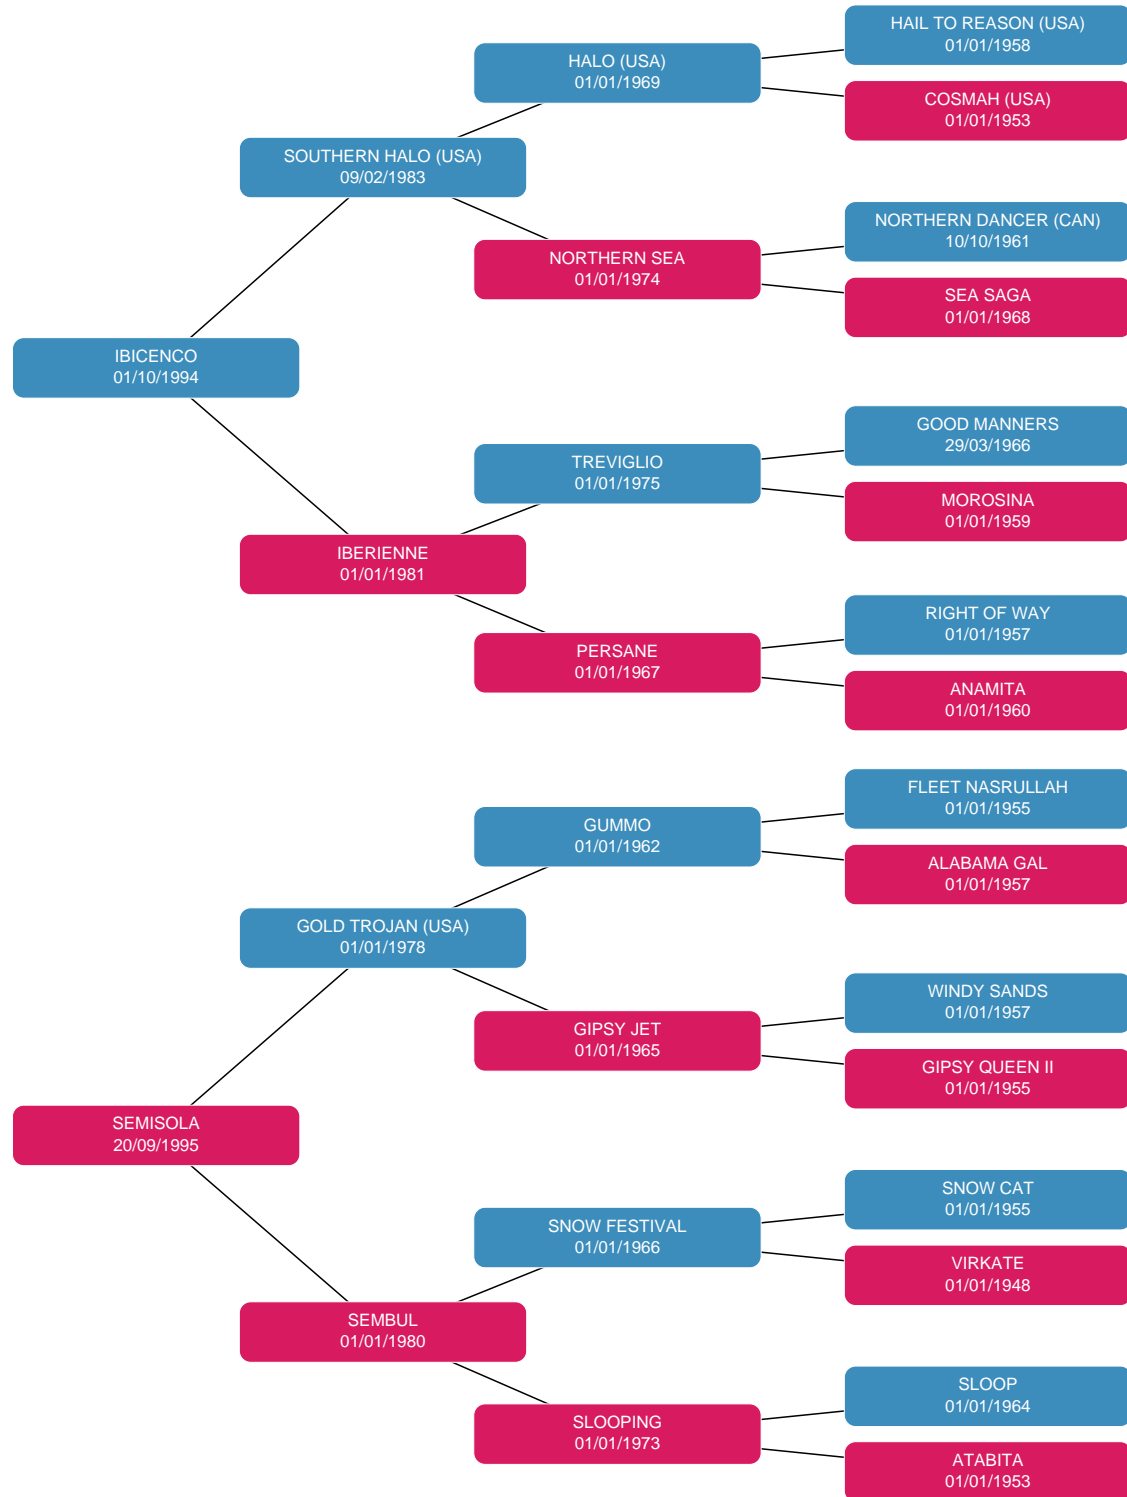 HAIL TO REASON (USA)
01/01/1958
HALO (USA)
01/01/1969
COSMAH (USA)
01/01/1953
SOUTHERN HALO (USA)
09/02/1983
NORTHERN DANCER (CAN)
10/10/1961
NORTHERN SEA
01/01/1974
SEA SAGA
01/01/1968
IBICENCO
01/10/1994
GOOD MANNERS
29/03/1966
TREVIGLIO
01/01/1975
MOROSINA
01/01/1959
IBERIENNE
01/01/1981
RIGHT OF WAY
01/01/1957
PERSANE
01/01/1967
ANAMITA
01/01/1960
FLEET NASRULLAH
01/01/1955
GUMMO
01/01/1962
ALABAMA GAL
01/01/1957
GOLD TROJAN (USA)
01/01/1978
WINDY SANDS
01/01/1957
GIPSY JET
01/01/1965
GIPSY QUEEN II
01/01/1955
SEMISOLA
20/09/1995
SNOW CAT
01/01/1955
SNOW FESTIVAL
01/01/1966
VIRKATE
01/01/1948
SEMBUL
01/01/1980
SLOOP
01/01/1964
SLOOPING
01/01/1973
ATABITA
01/01/1953